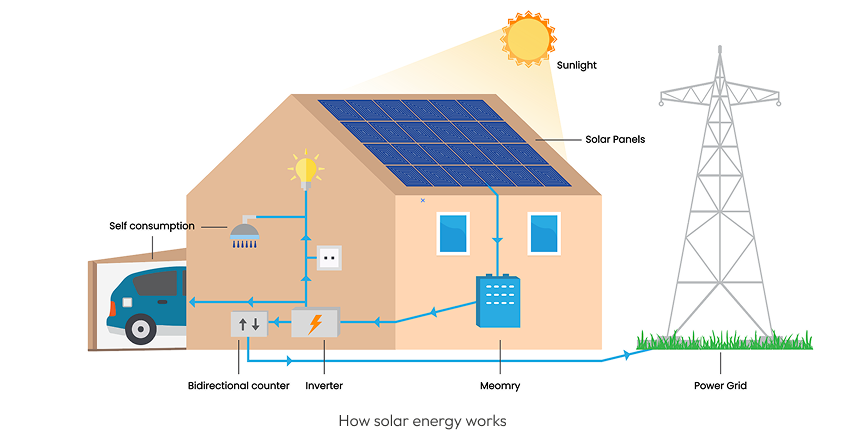 Sunlight
Solar Panels
Self consumption
Bidirectional counter
Inverter
Meomry
Power Grid
How solar energy works